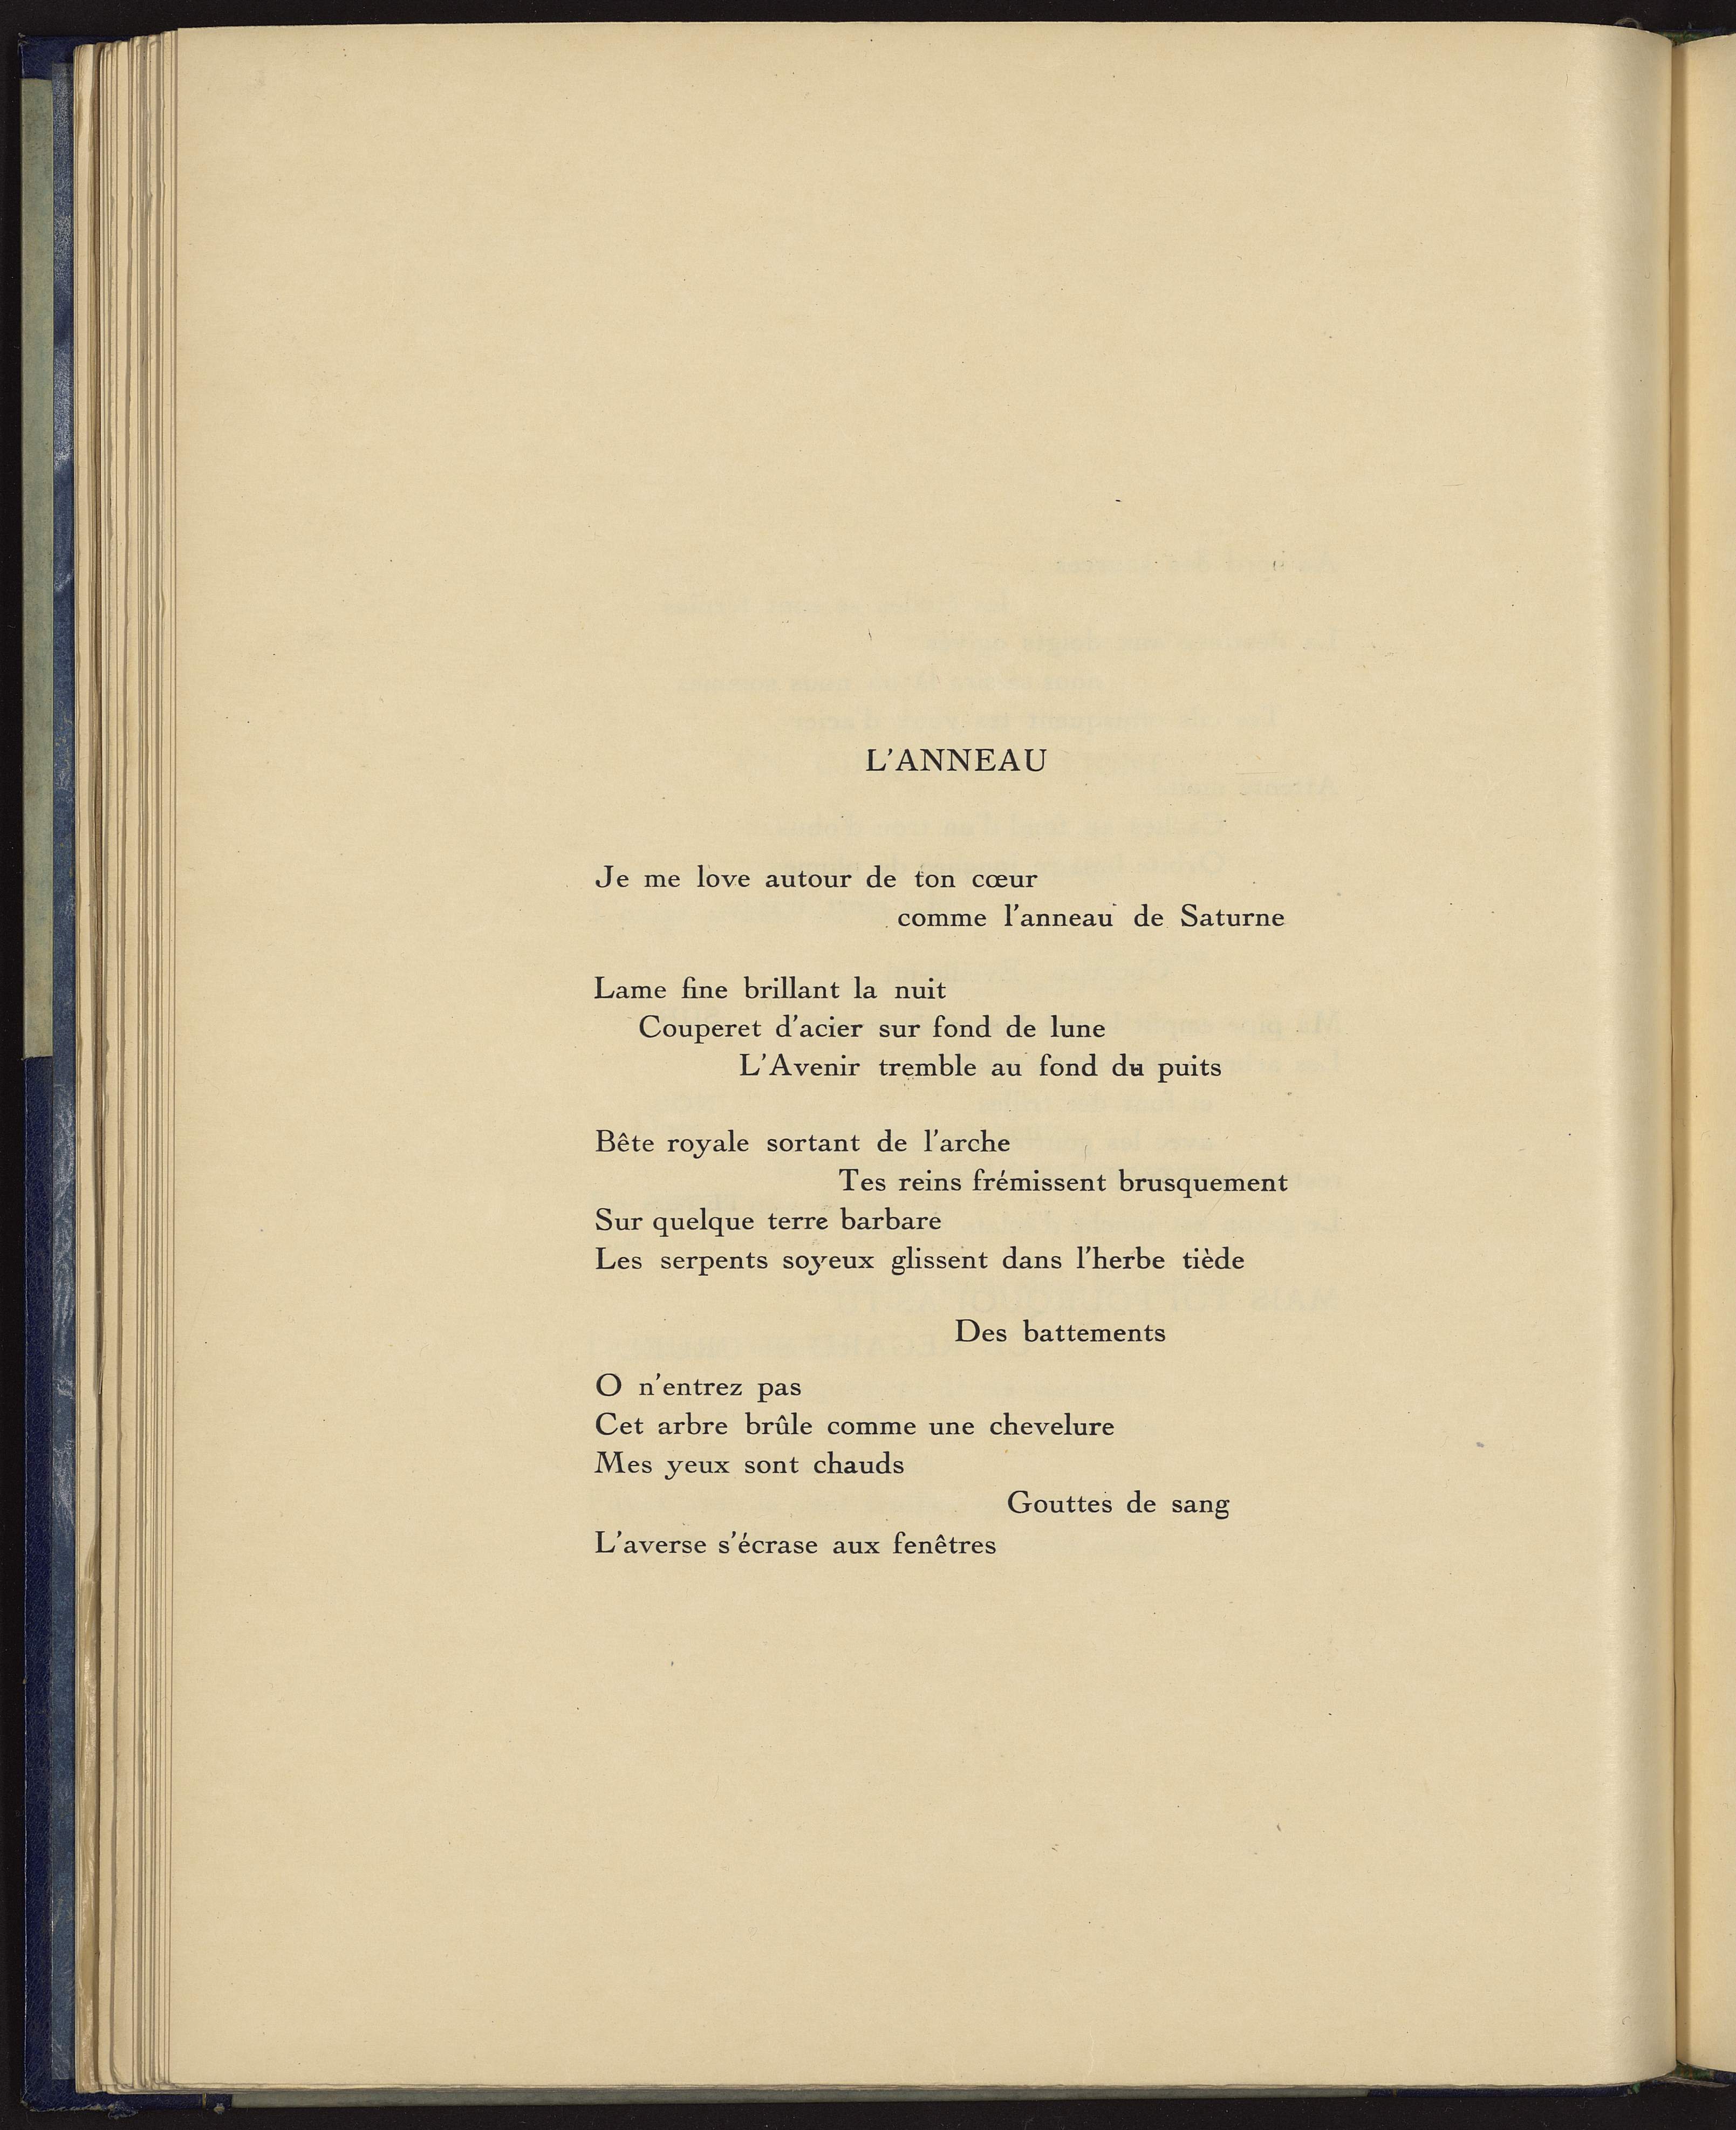 L'ANNEAU
Je me love autour de ton cœur
comme l'anneau de Saturne
Lame fine brillant la nuit
Couperet d'acier sur fond de lune
L'Avenir tremble au fond du puits
Bête royale sortant de l'arche
Tes reins frémissent brusquement
Sur quelque terre barbare
Les serpents soyeux glissent dans l'herbe tiède
Des battements
O n'entrez pas
Cet arbre brûle comme une chevelure
Mes yeux sont chauds
Gouttes de sang
L'averse s'écrase aux fenêtres